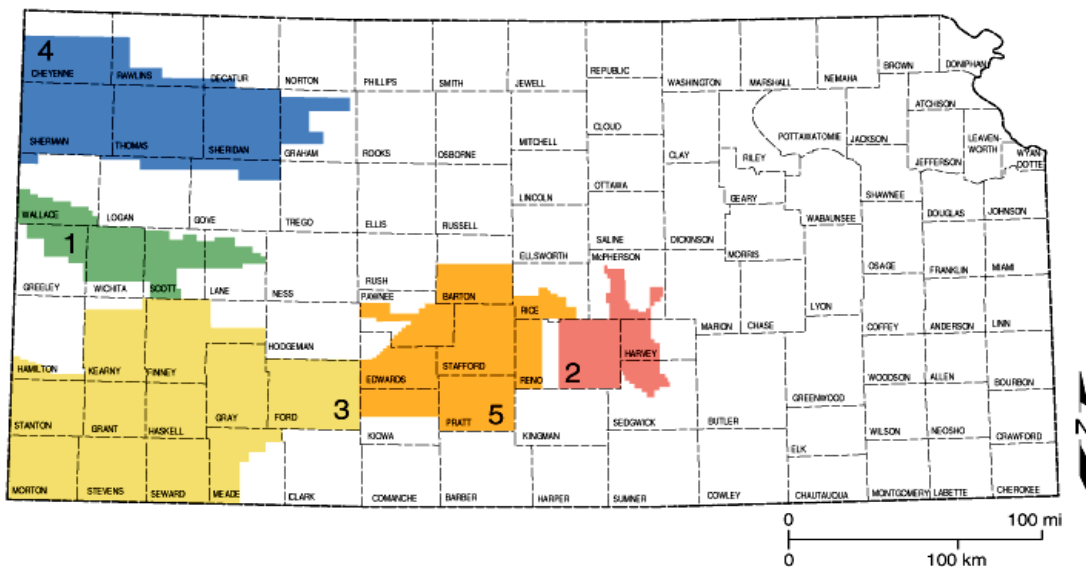 4
CHEYENNE
RAWLINS
DECATUR
NORTON
PHILLIPS
SMITH
JEWELL
REPUBLIC
WASHINGTON
MARSHALL
NEMAHA
BROWN
DONIPHAN
ATCHISON
SHERMAN
THOMAS
SHERIDAN
GRAHAM
ROOKS
OSBORNE
MITCHELL
CLOUD
CLAY
RILEY
POTTAWATOMIE
JACKSON
JEFFERSON
LEAVEN-
WORTH
WYAN
DOTTE
WALLACE
LOGAN
GOVE
TREGO
ELLIS
RUSSELL
LINCOLN
OTTAWA
GEARY
WABAUNSEE
SHAWNEE
DOUGLAS
JOHNSON
1
GREELEY
WICHITA
SCOTT
LANE
NESS
RUSH
PAWNEE
BARTON
ELLSWORTH
SALINE
McPHERSON
DICKINSON
MORRIS
OSAGE
FRANKLIN
MIAMI
RICE
MARION
CHASE
LYON
COFFEY
ANDERSON
LINN
HAMILTON
KEARNY
FINNEY
HODGEMAN
EDWARDS
STAFFORD
RENO
2
HARVEY
WOODSON
ALLEN
BOURBON
STANTON
GRANT
HASKELL
GRAY
FORD
3
KIOWA
PRATT
5
KINGMAN
SEDGWICK
BUTLER
GREENWOOD
ELK
WILSON
NEOSHO
CRAWFORD
MORTON
STEVENS
SEWARD
MEADE
CLARK
COMANCHE
BARBER
HARPER
SUMNER
COWLEY
CHAUTAUQUA
MONTGOMERY
LABETTE
CHEROKEE
N
0
100 mi
0
100 km